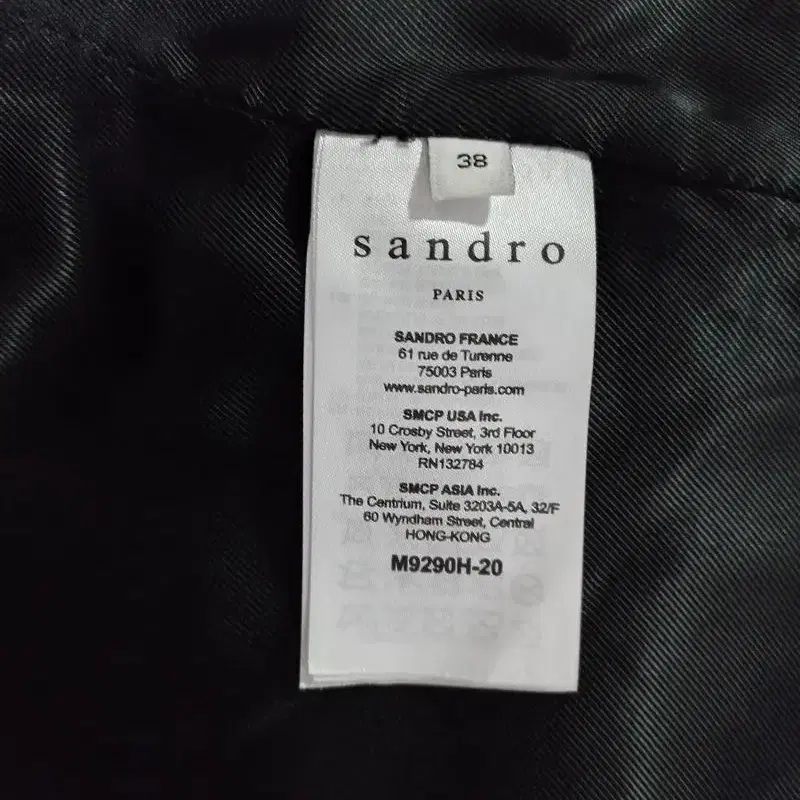 38
sandro
PARIS
SANDRO FRANCE
61 rue de Turenne
75003 Paris
www.sandro-paris.com
SMCP USA Inc.
10 Crosby Street, 3rd Floor
New York, New York 10013
RN132784
SMCP ASIA Inc.
The Centrium, Suite 3203A-5A, 32/F
60 Wyndham Street, Central
HONG-KONG
M9290H-20